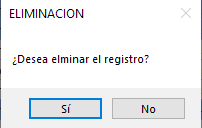 ELIMINACION
¿Desea elminar el registro?
Sí
No